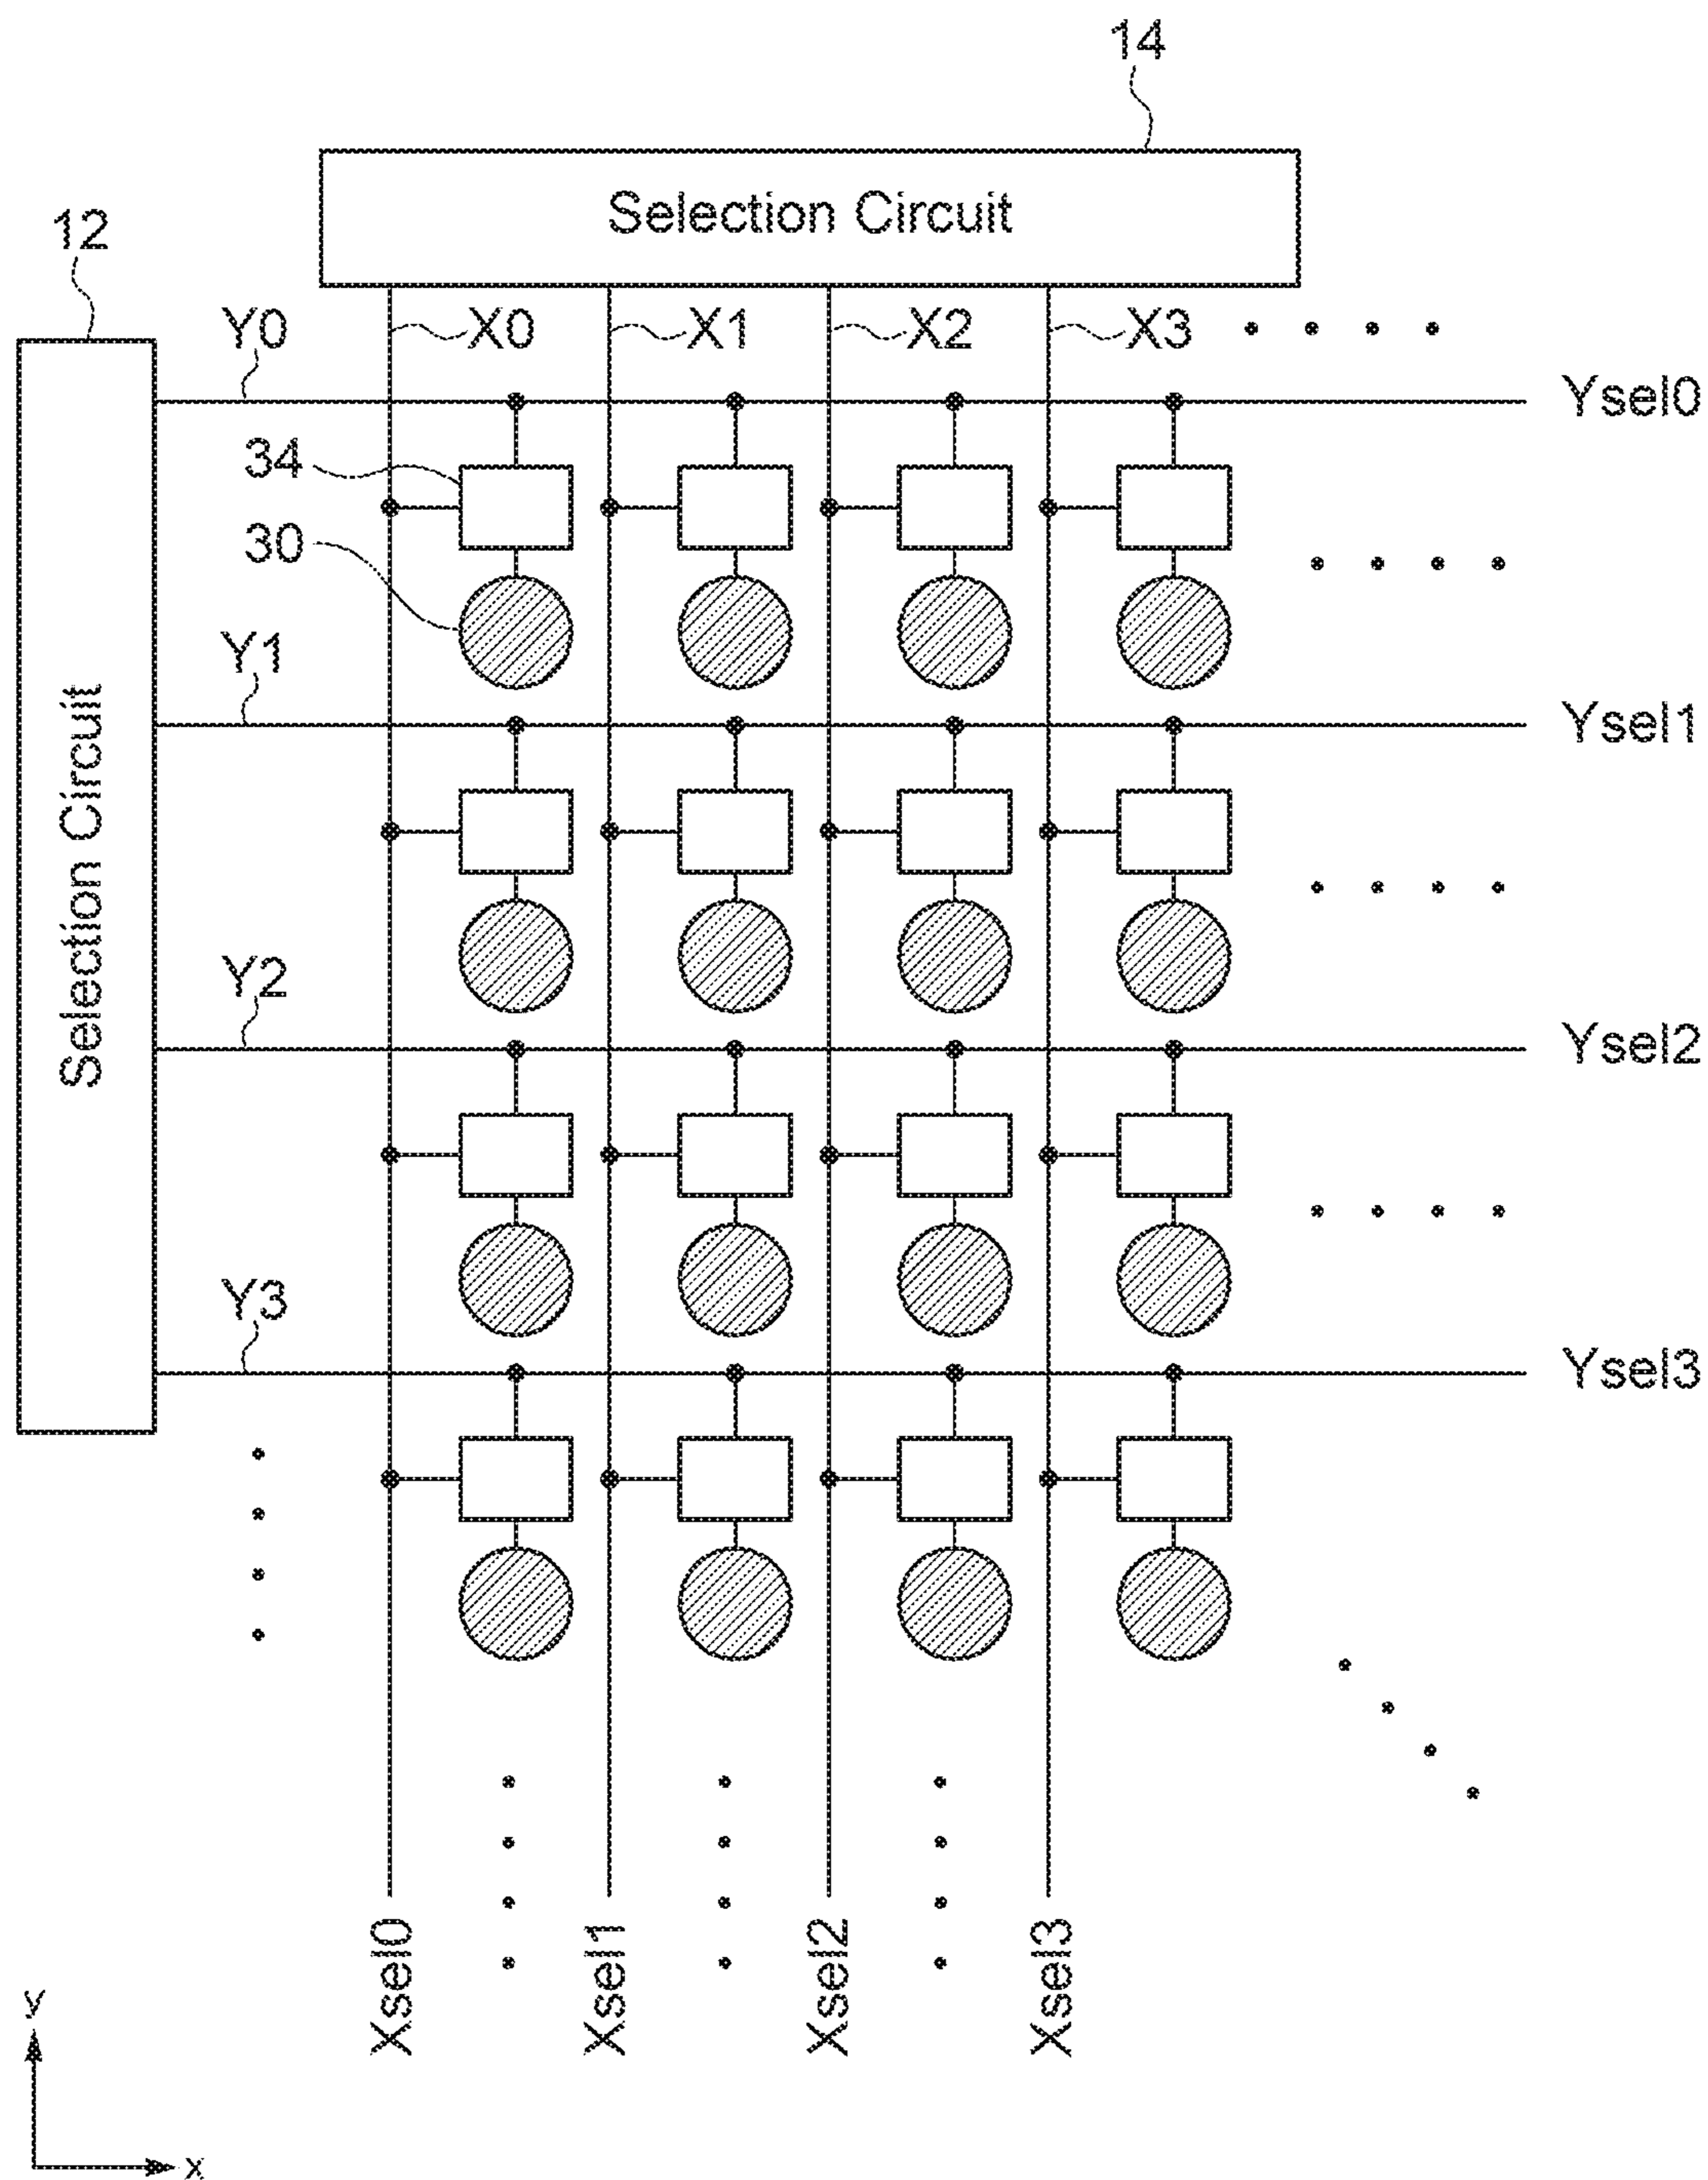 14
Selection Circuit
12
Y0
X0
X1
X2
X3
Ysel0
34
30
Y1
Ysel1
Selection Circuit
Y2
Ysel2
Y3
Ysel3
Xsel0
Xsel1
Xsel2
Xsel3
y
x